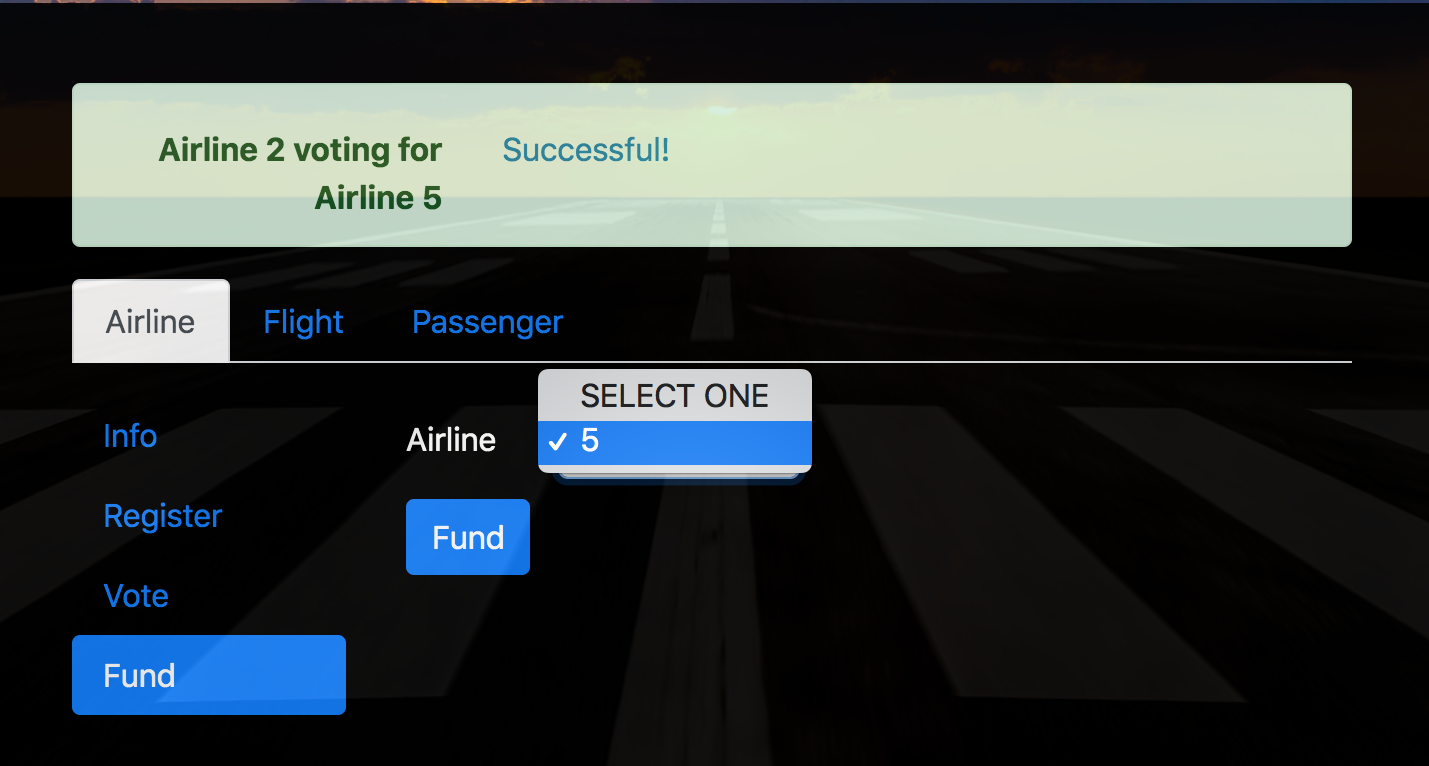 Airline 2 voting for
Airline 5
Successful!
Airline
Flight
Passenger
Info
Register
Vote
Fund
Airline
SELECT ONE
✓ 5
Fund